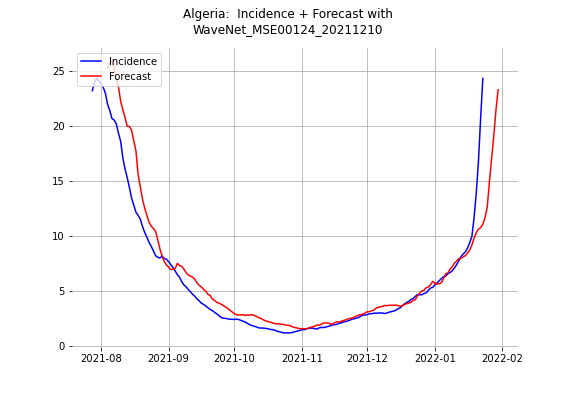 Algeria:  Incidence + Forecast with
WaveNet_MSE00124_20211210
Incidence
Forecast
25
20
15
10
5
0
2021-08 2021-09 2021-10 2021-11 2021-12 2022-01 2022-02